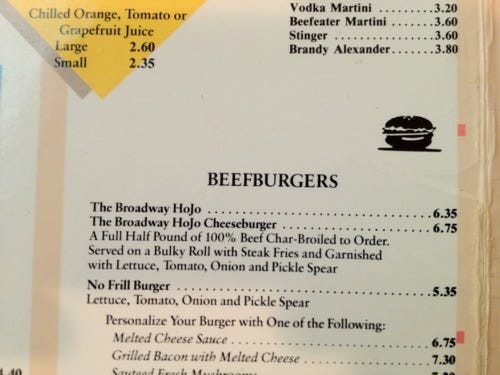 Chilled Orange, Tomato or
Grapefruit Juice
Large 2.60
Small 2.35
Vodka Martini ............ 3.20
Beefeater Martini ........ 3.60
Stinger .................. 3.60
Brandy Alexander.......... 3.80
BEEFBURGERS
The Broadway HoJo ........................ 6.35
The Broadway HoJo Cheeseburger ........... 6.75
A Full Half Pound of 100% Beef Char-Broiled to Order.
Served on a Bulky Roll with Steak Fries and Garnished
with Lettuce, Tomato, Onion and Pickle Spear
No Frill Burger .......................... 5.35
Lettuce, Tomato, Onion and Pickle Spear
Personalize Your Burger with One of the Following:
Melted Cheese Sauce ...................... 6.75
Grilled Bacon with Melted Cheese ......... 7.30
Sauteed Fresh Mushrooms